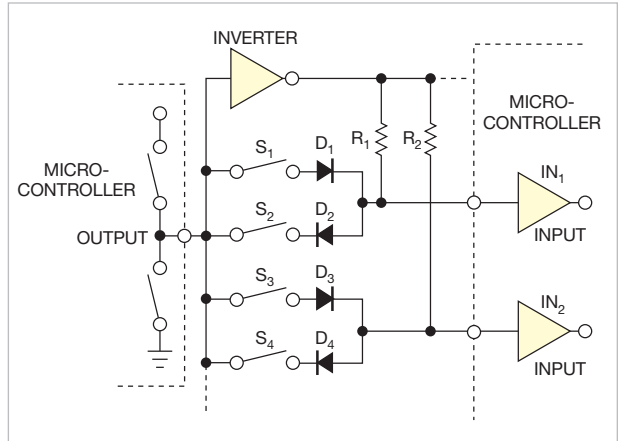 INVERTER
MICRO-
CONTROLLER
OUTPUT
S1
D1
S2
D2
S3
D3
S4
D4
R1
R2
MICRO-
CONTROLLER
IN1
INPUT
IN2
INPUT